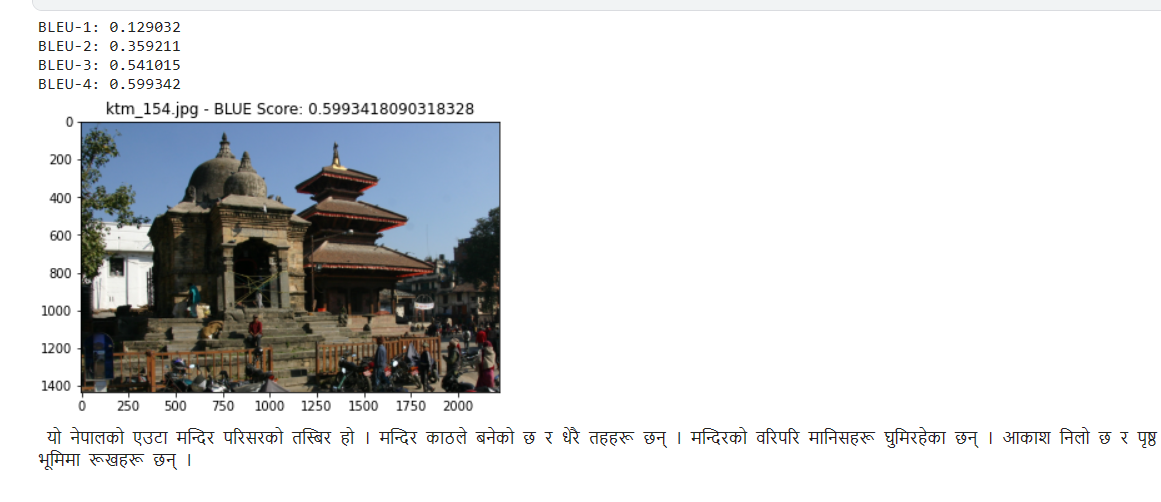 BLEU-1: 0.129032
BLEU-2: 0.359211
BLEU-3: 0.541015
BLEU-4: 0.599342
ktm_154.jpg - BLUE Score: 0.5993418090318328
0
200
400
600
800
1000
1200
1400
0 250 500 750 1000 1250 1500 1750 2000
यो नेपालको एउटा मन्दिर परिसरको तस्बिर हो । मन्दिर काठले बनेको छ र धेरै तहहरू छन् । मन्दिरको वरिपरि मानिसहरू घुमिरहेका छन् । आकाश निलो छ र पृष्ठ
भूमिमा रूखहरू छन् ।